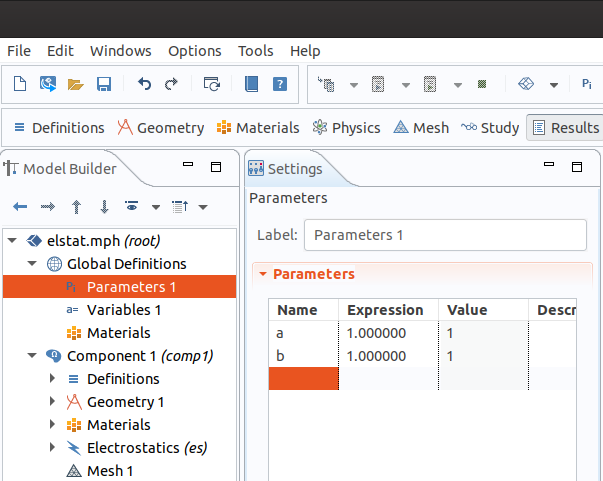 File Edit Windows Options Tools Help
Pi
Definitions Geometry Materials Physics Mesh Study Results
Model Builder
Settings
Parameters
Label: Parameters 1
Parameters
Name Expression Value Descr
a 1.000000 1
b 1.000000 1
elstat.mph (root)
Global Definitions
Pi Parameters 1
a= Variables 1
Materials
Component 1 (comp1)
Definitions
Geometry 1
Materials
Electrostatics (es)
Mesh 1